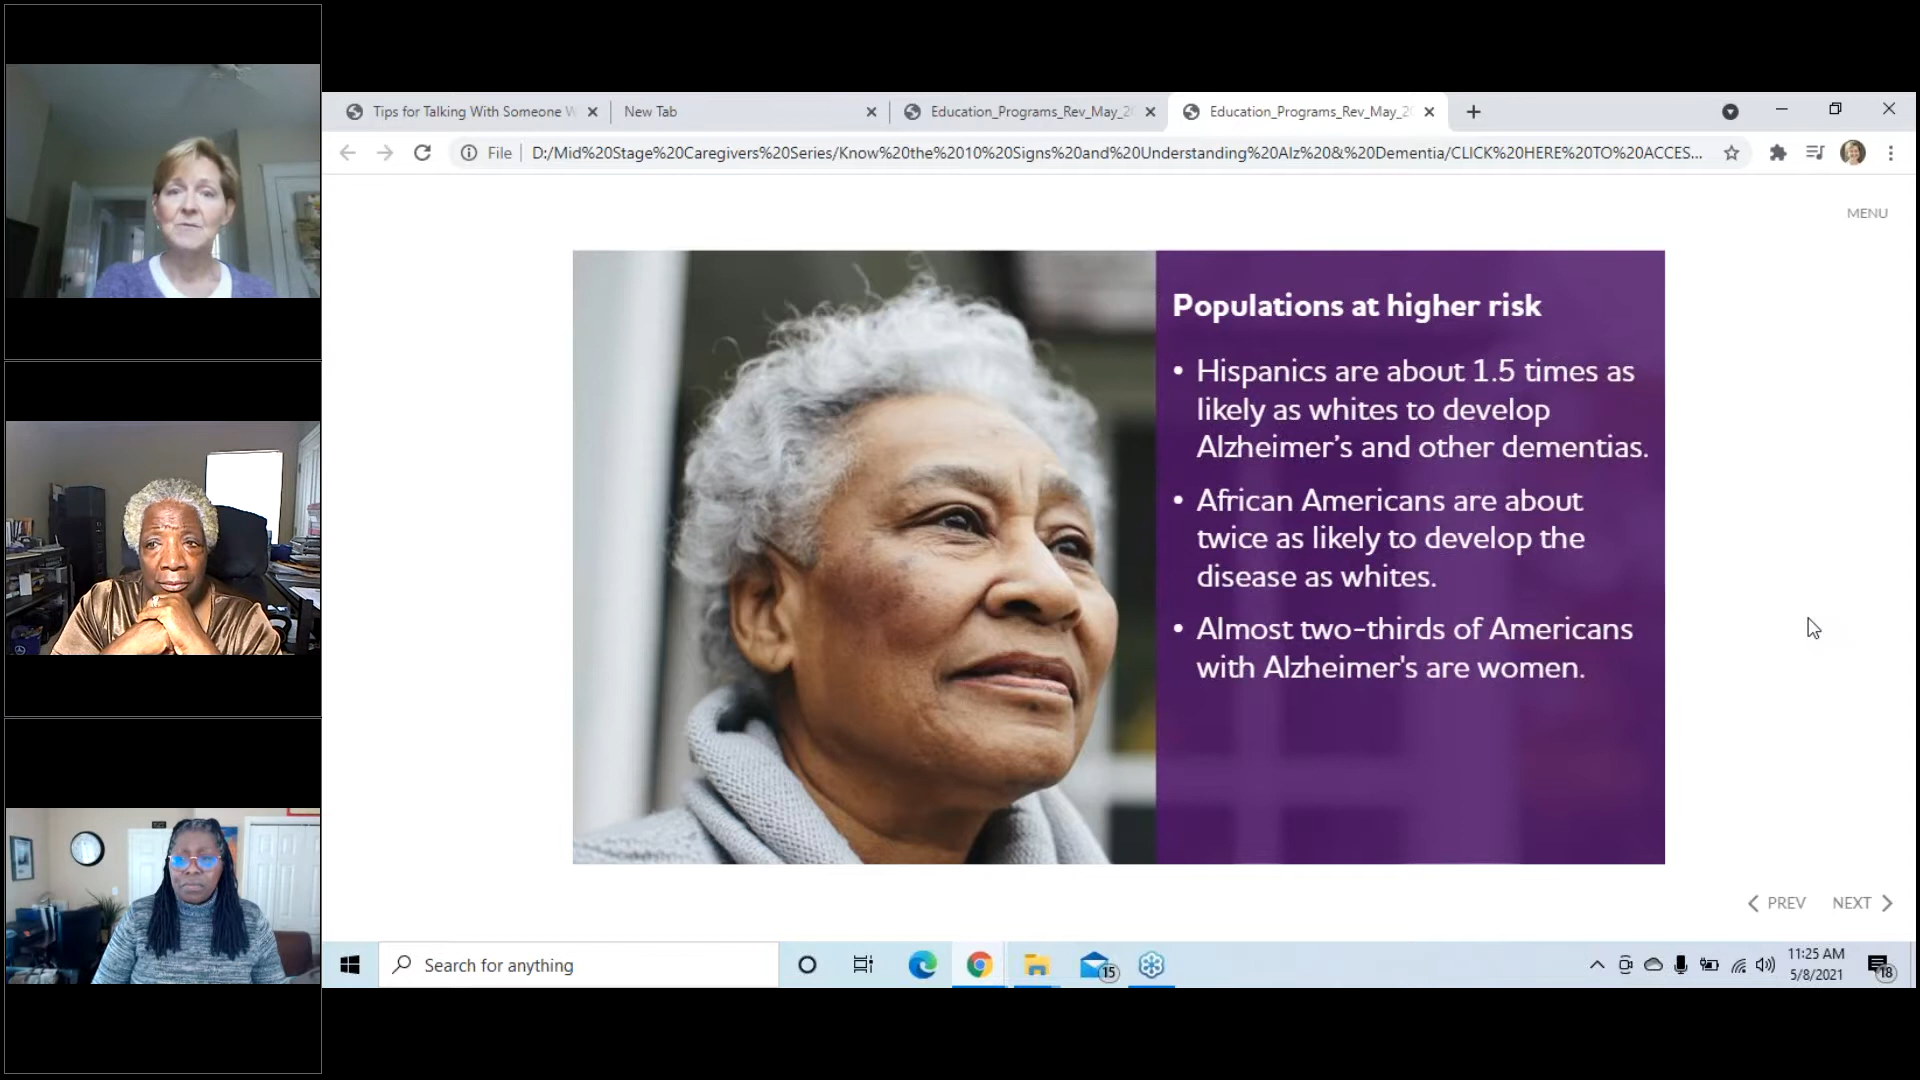 Tips for Talking With Someone W
New Tab
Education_Programs_Rev_May_2
Education_Programs_Rev_May_2
File
D:/Mid%20Stage%20Caregivers%20Series/Know%20the%2010%20Signs%20and%20Understanding%20Alz%20&%20Dementia/CLICK%20HERE%20TO%20ACCES...
MENU
Populations at higher risk
• Hispanics are about 1.5 times as
likely as whites to develop
Alzheimer's and other dementias.
• African Americans are about
twice as likely to develop the
disease as whites.
• Almost two-thirds of Americans
with Alzheimer's are women.
PREV
NEXT
Search for anything
15
11:25 AM
5/8/2021
18